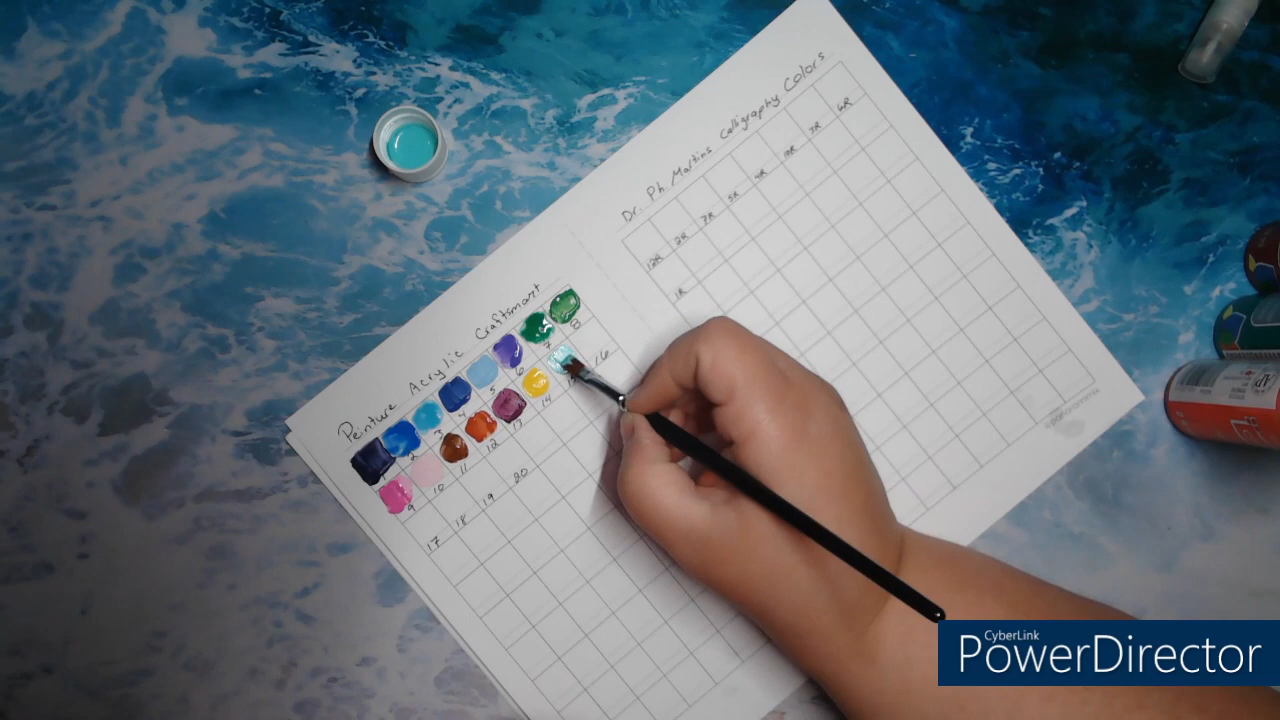 Peinture Acrylic Craftsmart
1 2 3 4 5 6 7 8
9 10 11 12 13 14 15 16
17 18 19 20
Dr. Ph. Martins Calligraphy Colors
12R 2R 7R 5R 4R 10R 3R 6R
1R
AP
CyberLink
PowerDirector